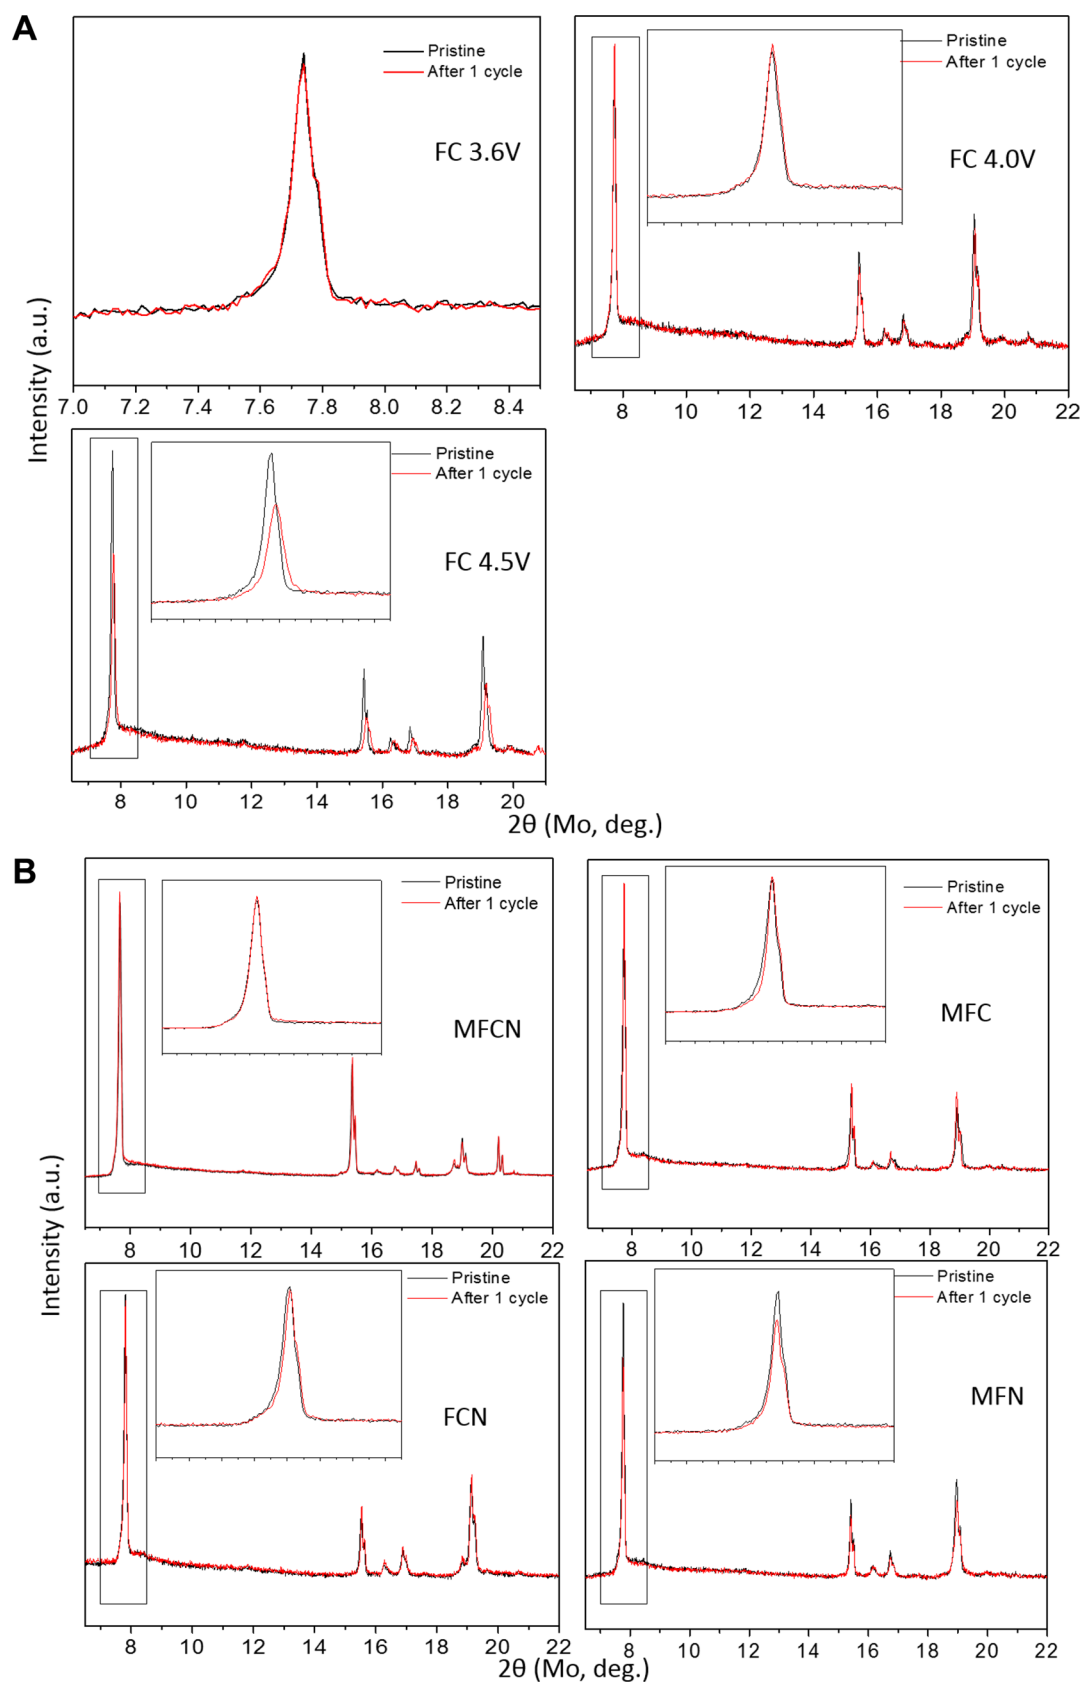 A
Pristine
After 1 cycle
FC 3.6V
7.0 7.2 7.4 7.6 7.8 8.0 8.2 8.4
Pristine
After 1 cycle
FC 4.0V
8 10 12 14 16 18 20 22
Intensity (a.u.)
Pristine
After 1 cycle
FC 4.5V
8 10 12 14 16 18 20
2θ (Mo, deg.)
B
Pristine
After 1 cycle
MFCN
8 10 12 14 16 18 20 22
Pristine
After 1 cycle
MFC
8 10 12 14 16 18 20 22
Intensity (a.u.)
Pristine
After 1 cycle
FCN
8 10 12 14 16 18 20 22
Pristine
After 1 cycle
MFN
8 10 12 14 16 18 20 22
2θ (Mo, deg.)